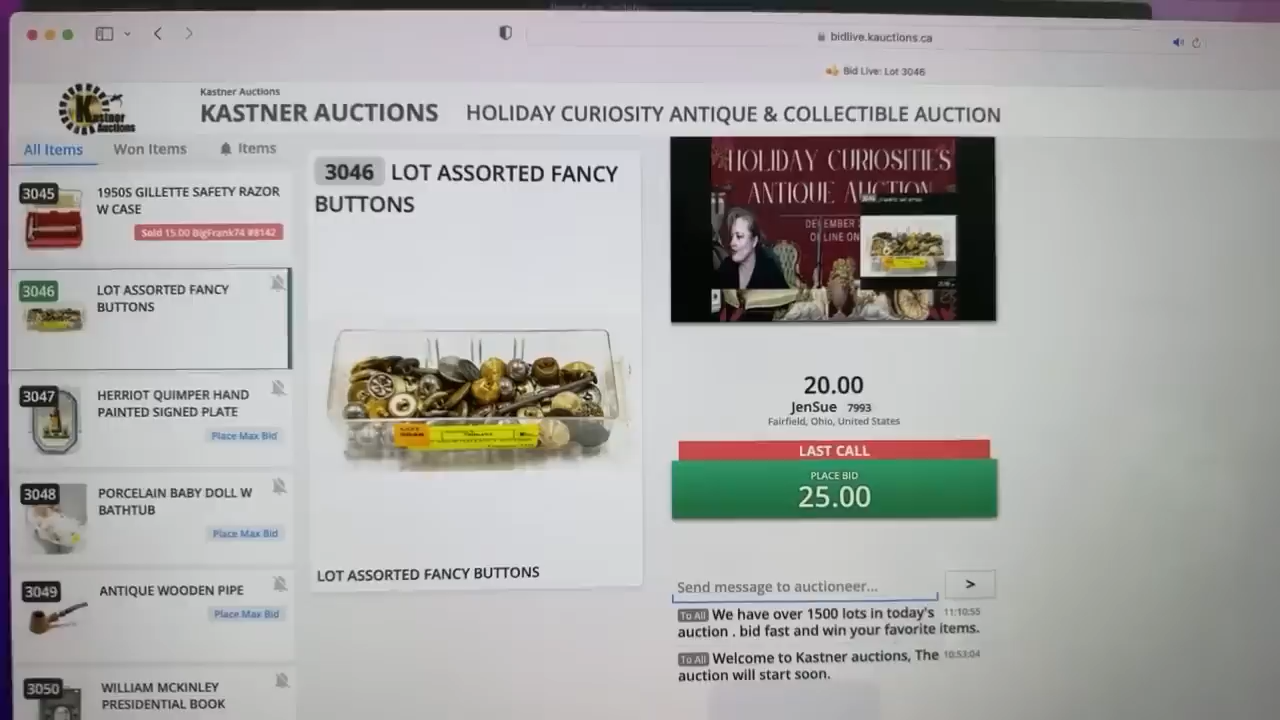 bidlive.kauctions.ca
Bid Live: Lot 3046
Kastner
Auctions
Kastner Auctions
KASTNER AUCTIONS
HOLIDAY CURIOSITY ANTIQUE & COLLECTIBLE AUCTION
All Items
Won Items
Items
3045
1950S GILLETTE SAFETY RAZOR
W CASE
Sold 15.00 BigFrank74 #8142
3046
LOT ASSORTED FANCY
BUTTONS
3047
HERRIOT QUIMPER HAND
PAINTED SIGNED PLATE
Place Max Bid
3048
PORCELAIN BABY DOLL W
BATHTUB
Place Max Bid
3049
ANTIQUE WOODEN PIPE
Place Max Bid
3050
WILLIAM MCKINLEY
PRESIDENTIAL BOOK
3046 LOT ASSORTED FANCY
BUTTONS
LOT
LOT ASSORTED FANCY BUTTONS
HOLIDAY CURIOSITIES
ANTIQUE AUCTION
20.00
JenSue 7993
Fairfield, Ohio, United States
LAST CALL
PLACE BID
25.00
Send message to auctioneer...
>
To All We have over 1500 lots in today's 11:10:55
auction . bid fast and win your favorite items.
To All Welcome to Kastner auctions, The 10:53:04
auction will start soon.